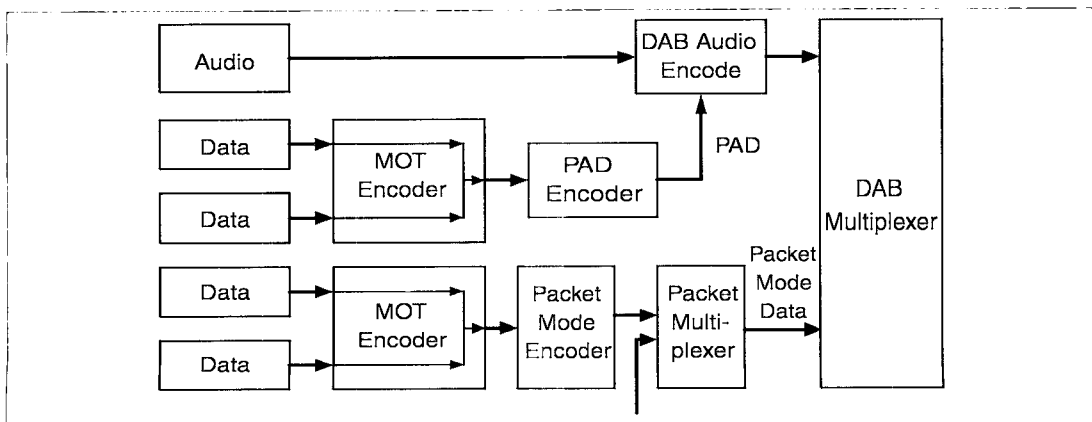 Audio
DAB Audio
Encode
Data
MOT
Encoder
PAD
Encoder
PAD
Data
DAB
Multiplexer
Data
MOT
Encoder
Packet
Mode
Encoder
Packet
Multi-
plexer
Packet
Mode
Data
Data